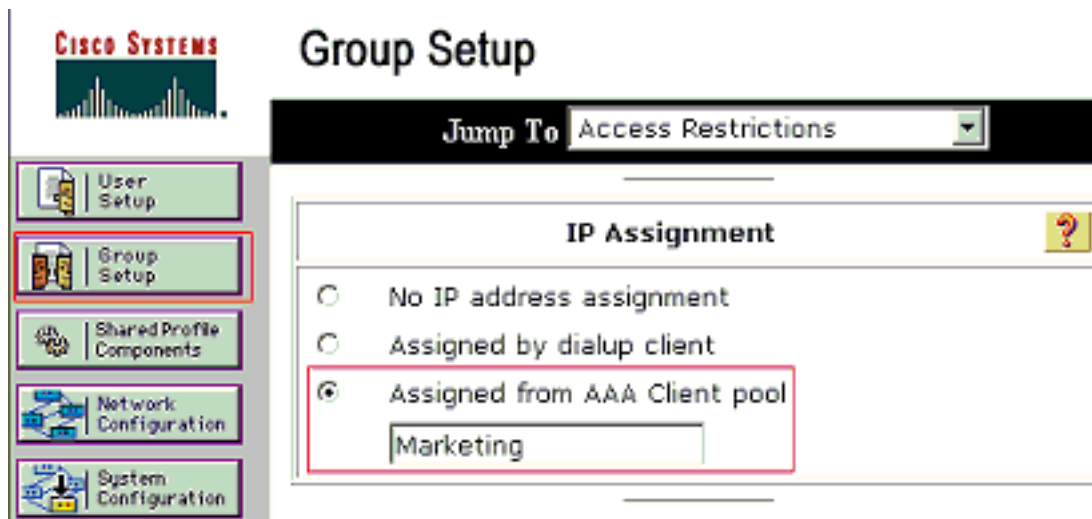 CISCO SYSTEMS
Group Setup
Jump To Access Restrictions
User
Setup
Group
Setup
Shared Profile
Components
Network
Configuration
System
Configuration
IP Assignment
?
No IP address assignment
Assigned by dialup client
Assigned from AAA Client pool
Marketing